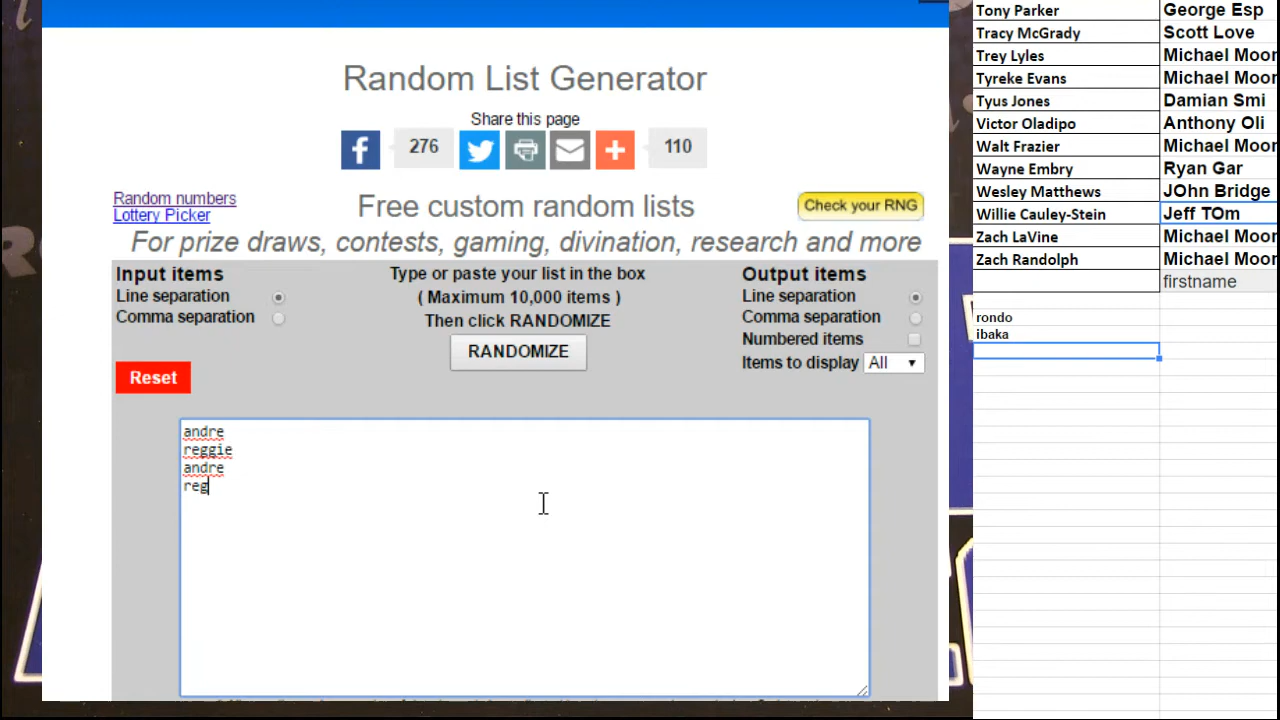 Random List Generator
Share this page
276
110
Random numbers
Lottery Picker
Free custom random lists
Check your RNG
For prize draws, contests, gaming, divination, research and more
Input items
Line separation
Comma separation
Type or paste your list in the box
( Maximum 10,000 items )
Then click RANDOMIZE
RANDOMIZE
Output items
Line separation
Comma separation
Numbered items
Items to display All
Reset
andre
reggie
andre
reg
Tony Parker George Esp
Tracy McGrady Scott Love
Trey Lyles Michael Moor
Tyreke Evans Michael Moor
Tyus Jones Damian Smi
Victor Oladipo Anthony Oli
Walt Frazier Michael Moor
Wayne Embry Ryan Gar
Wesley Matthews JOhn Bridge
Willie Cauley-Stein Jeff TOm
Zach LaVine Michael Moor
Zach Randolph Michael Moor
firstname
rondo
ibaka